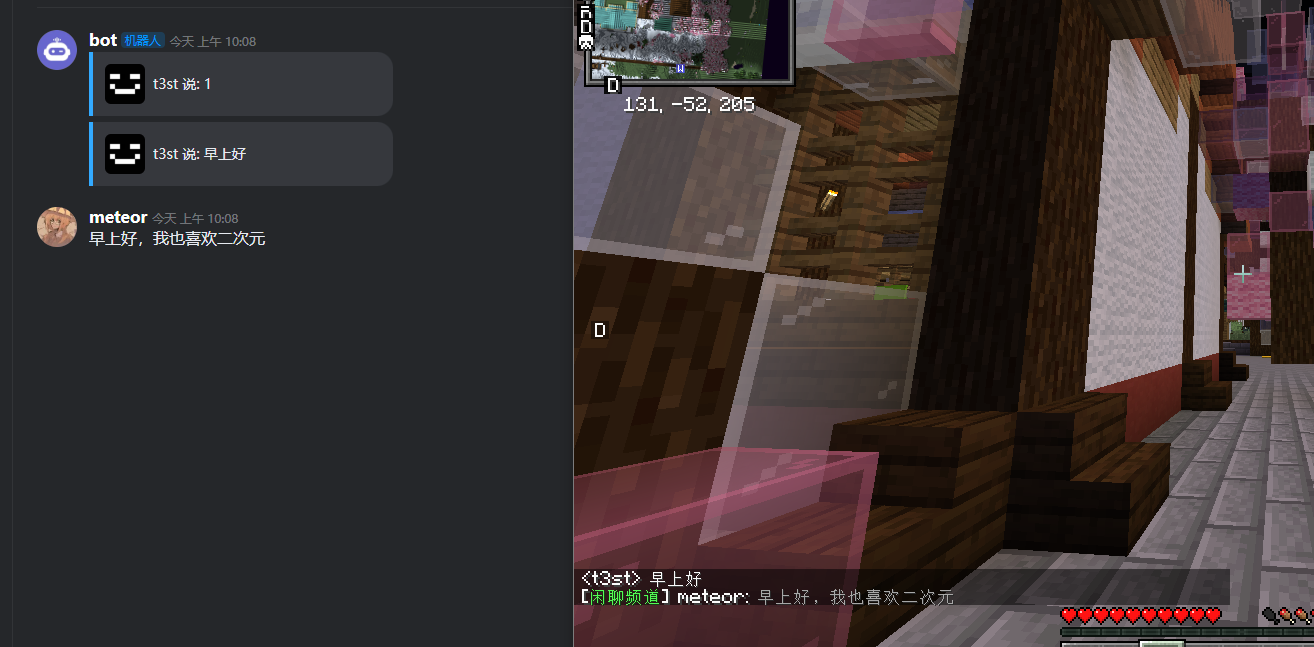 bot 机器人 今天 上午 10:08
t3st 说: 1
t3st 说: 早上好
meteor 今天 上午 10:08
早上好，我也喜欢二次元
W
D
131, -52, 205
D
<t3st> 早上好
[闲聊频道] meteor: 早上好，我也喜欢二次元